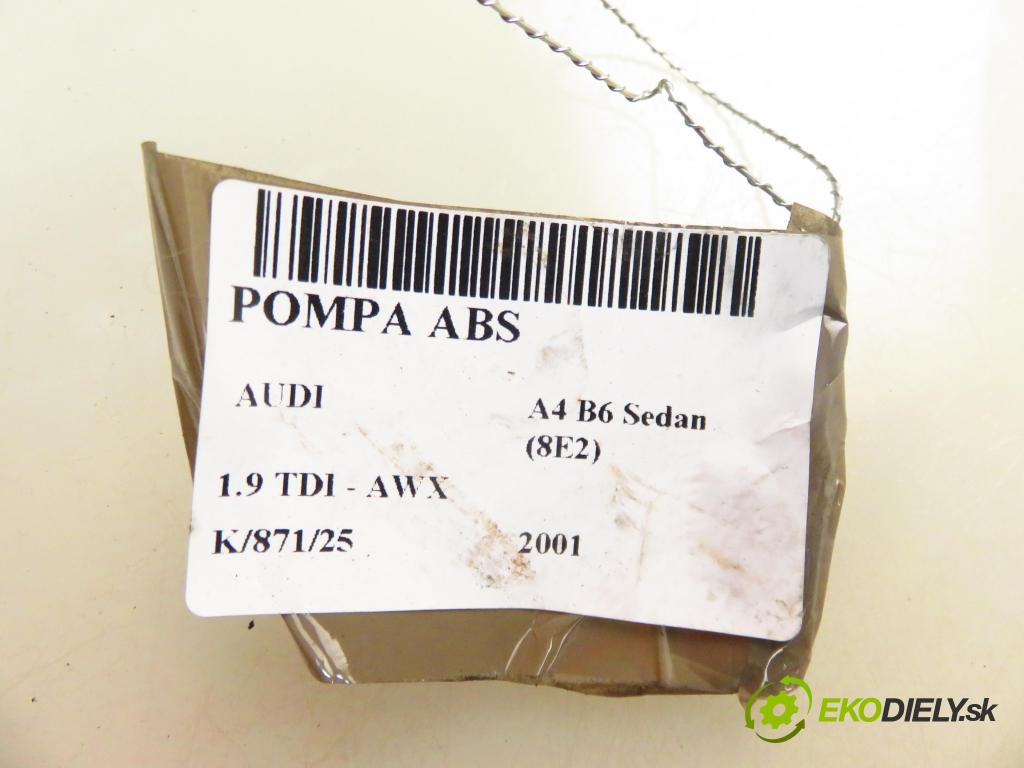 POMPA ABS
AUDI
A4 B6 Sedan
(8E2)
1.9 TDI - AWX
K/871/25
2001
EKODIELY.sk